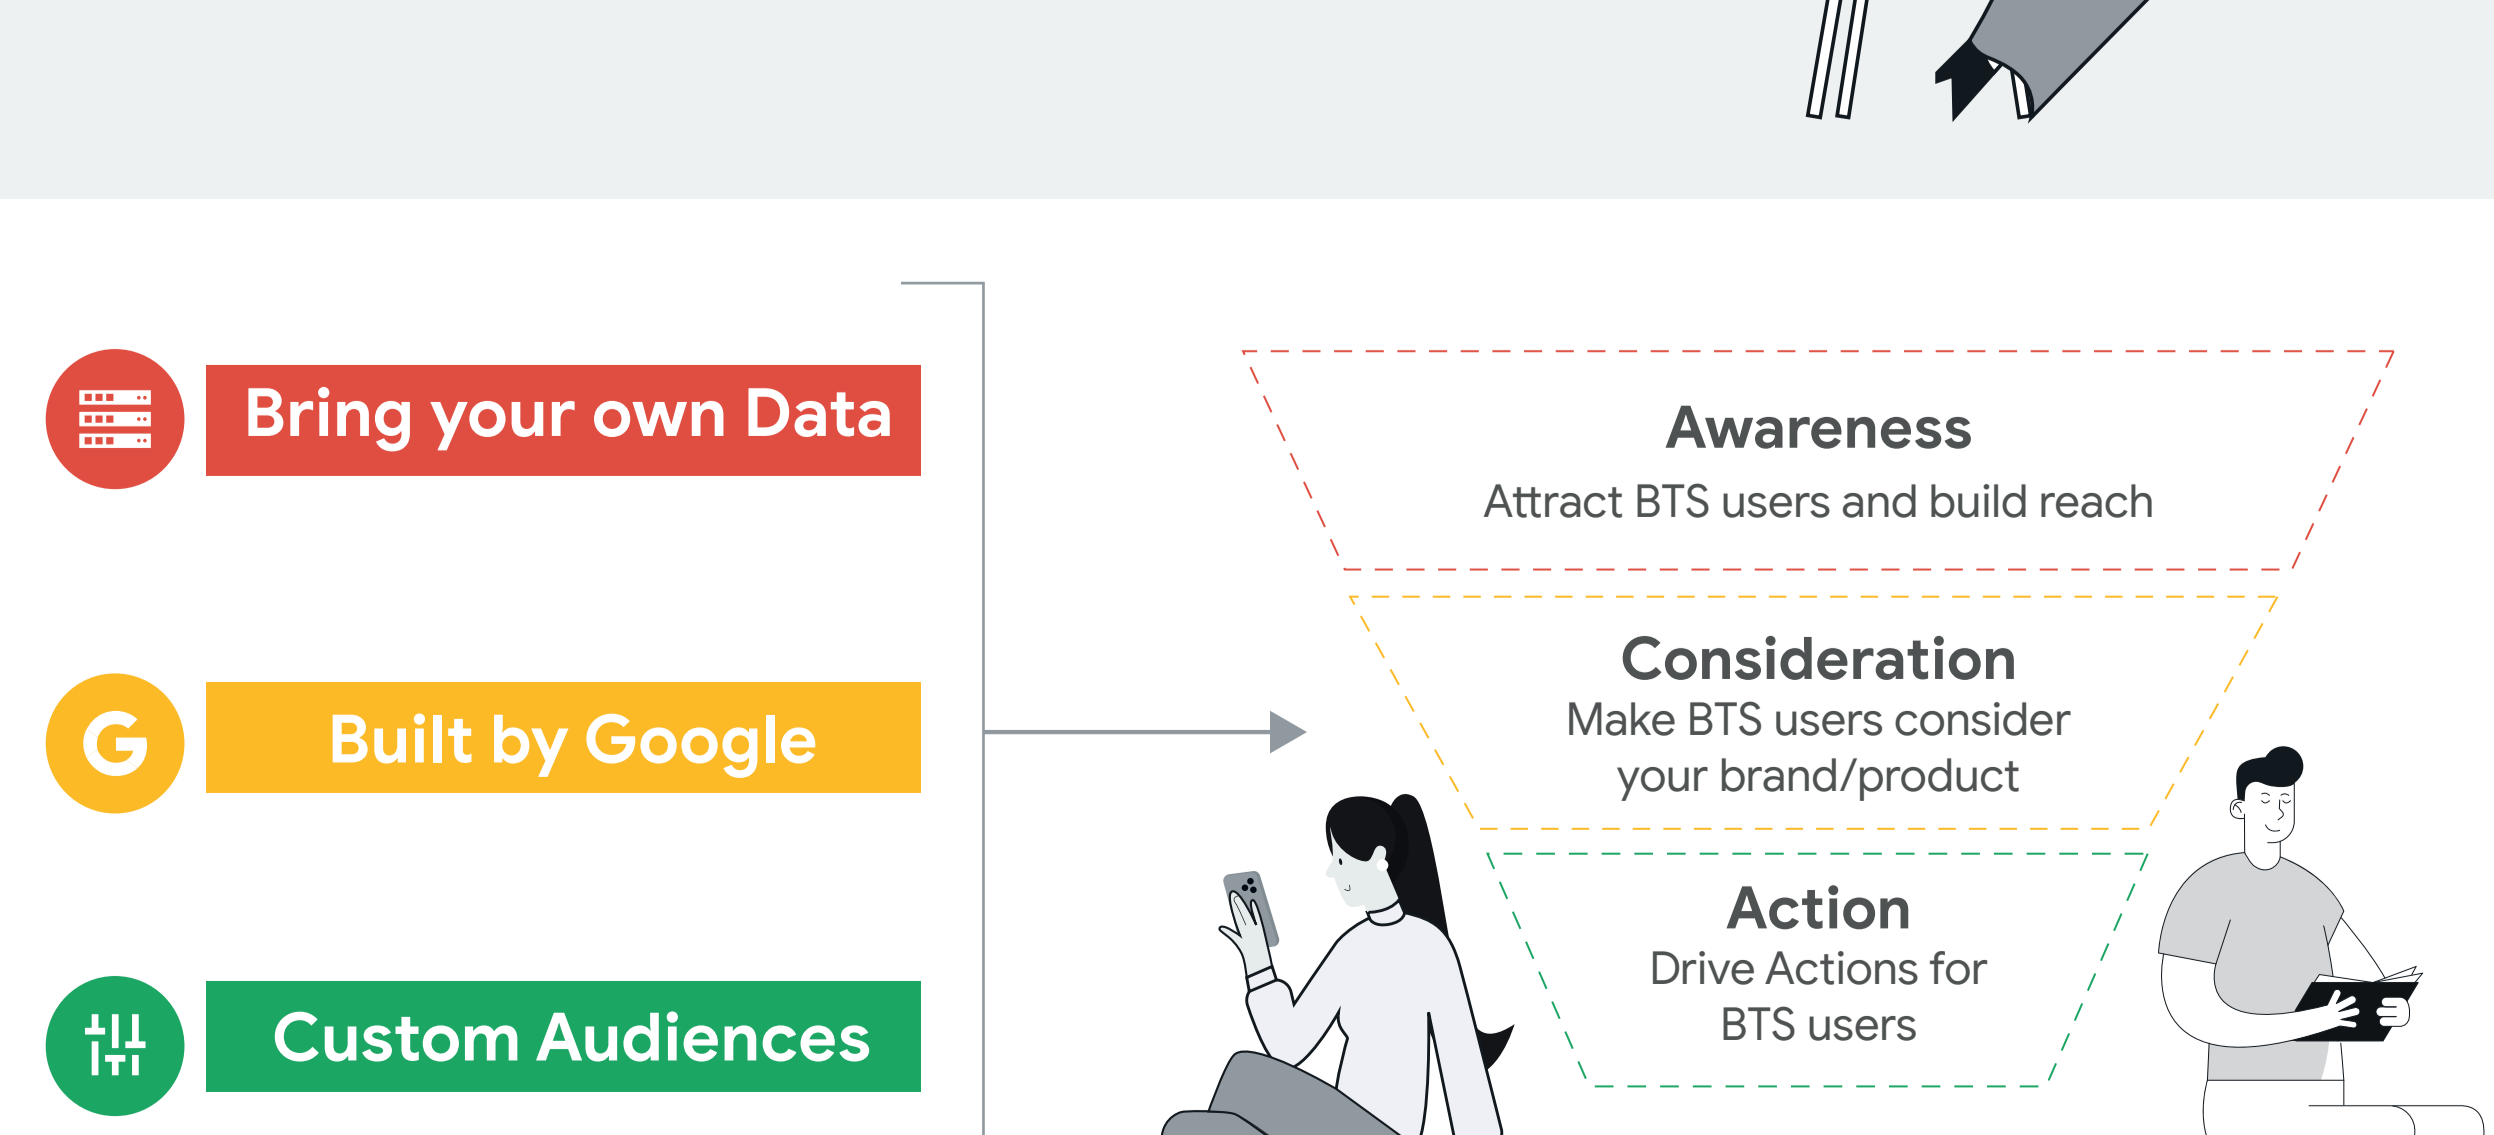 Bring your own Data
Built by Google
Custom Audiences
Awareness
Attract BTS users and build reach
Consideration
Make BTS users consider
your brand/product
Action
Drive Actions for
BTS users